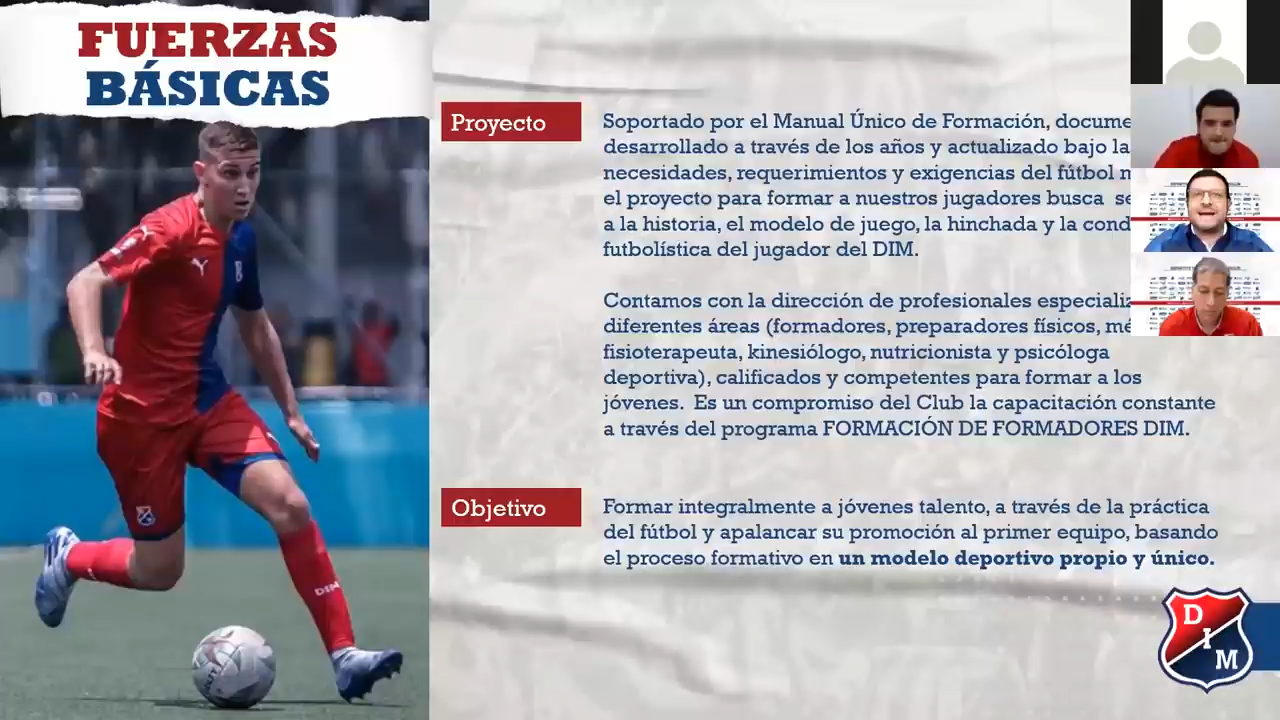 FUERZAS
BÁSICAS
Proyecto
Soportado por el Manual Único de Formación,
desarrollado a través de los años y actualizado bajo la
necesidades, requerimientos y exigencias del fútbol
el proyecto para formar a nuestros jugadores busca
a la historia, el modelo de juego, la hinchada y la
futbolística del jugador del DIM.
Contamos con la dirección de profesionales
diferentes áreas (formadores, preparadores físicos,
fisioterapeuta, kinesiólogo, nutricionista y psicóloga
deportiva), calificados y competentes para formar a los
jóvenes. Es un compromiso del Club la capacitación constante
a través del programa FORMACIÓN DE FORMADORES DIM.
Objetivo
Formar integralmente a jóvenes talento, a través de la práctica
del fútbol y apalancar su promoción al primer equipo, basando
el proceso formativo en un modelo deportivo propio y único.
DIM
DIM